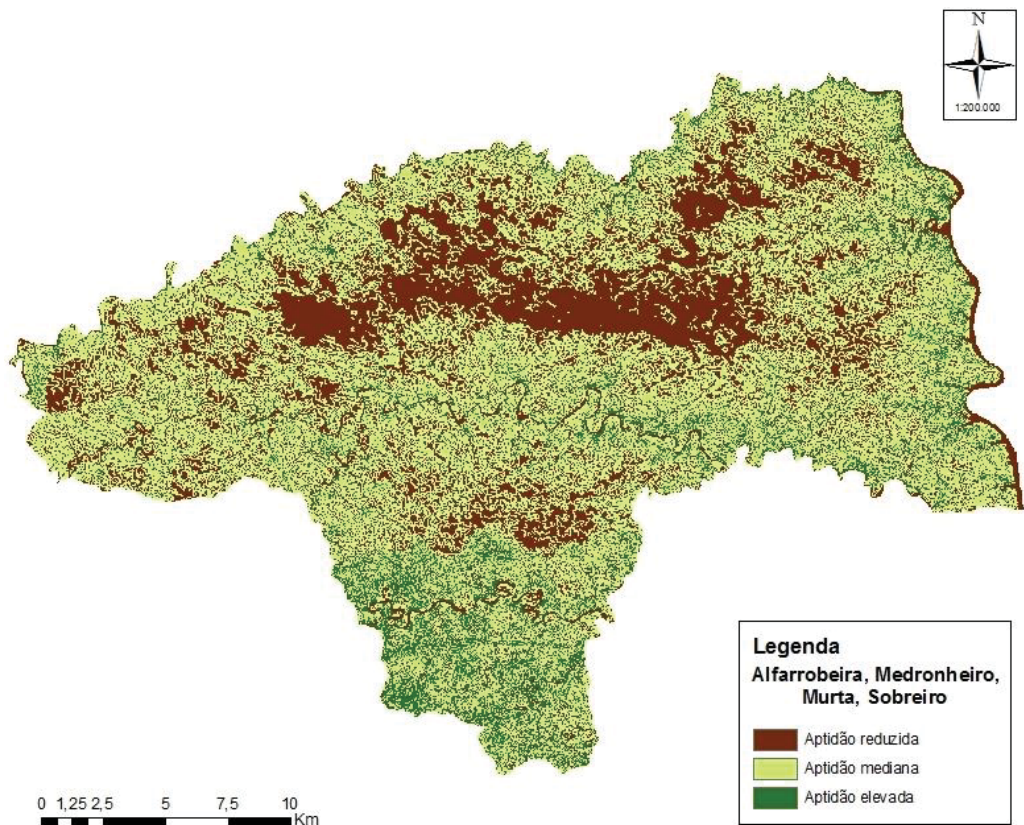 N
1:200.000
Legenda
Alfarrobeira, Medronheiro,
Murta, Sobreiro
Aptidão reduzida
Aptidão mediana
Aptidão elevada
0 1,25 2,5 5 7,5 10
Km